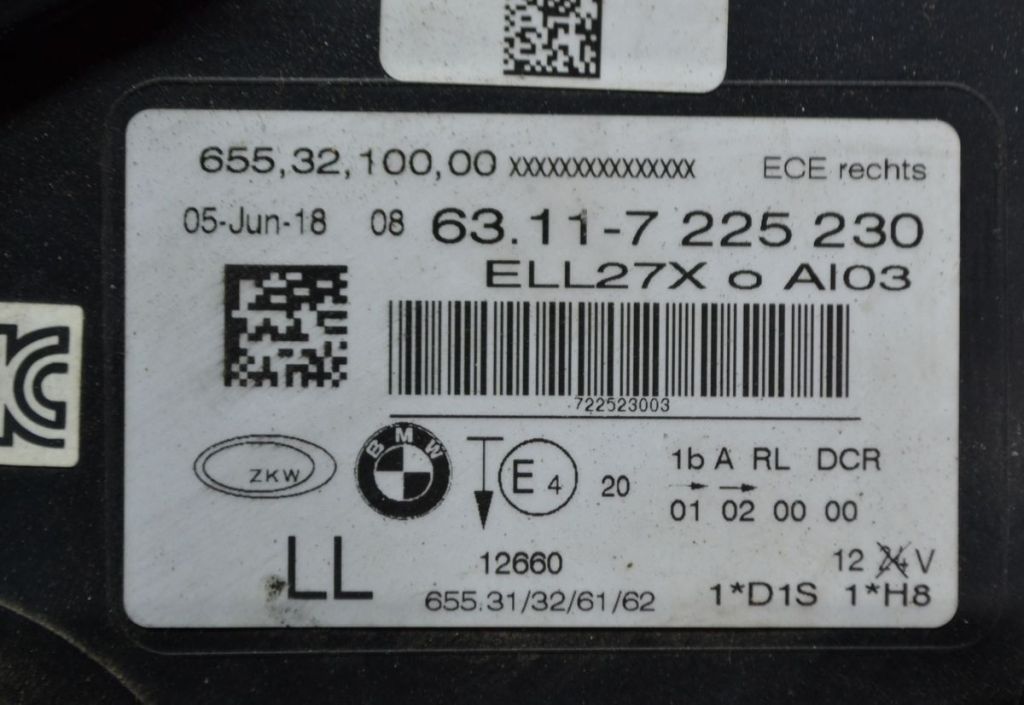 655,32,100,00 xxxxxxxxxxxxxxxx ECE rechts
05-Jun-18 08 63.11-7 225 230
ELL27X o AI03
722523003
ZKW BMW E4 20 1b A RL DCR
01 02 00 00
LL 12660 12 24 V
655.31/32/61/62 1*D1S 1*H8